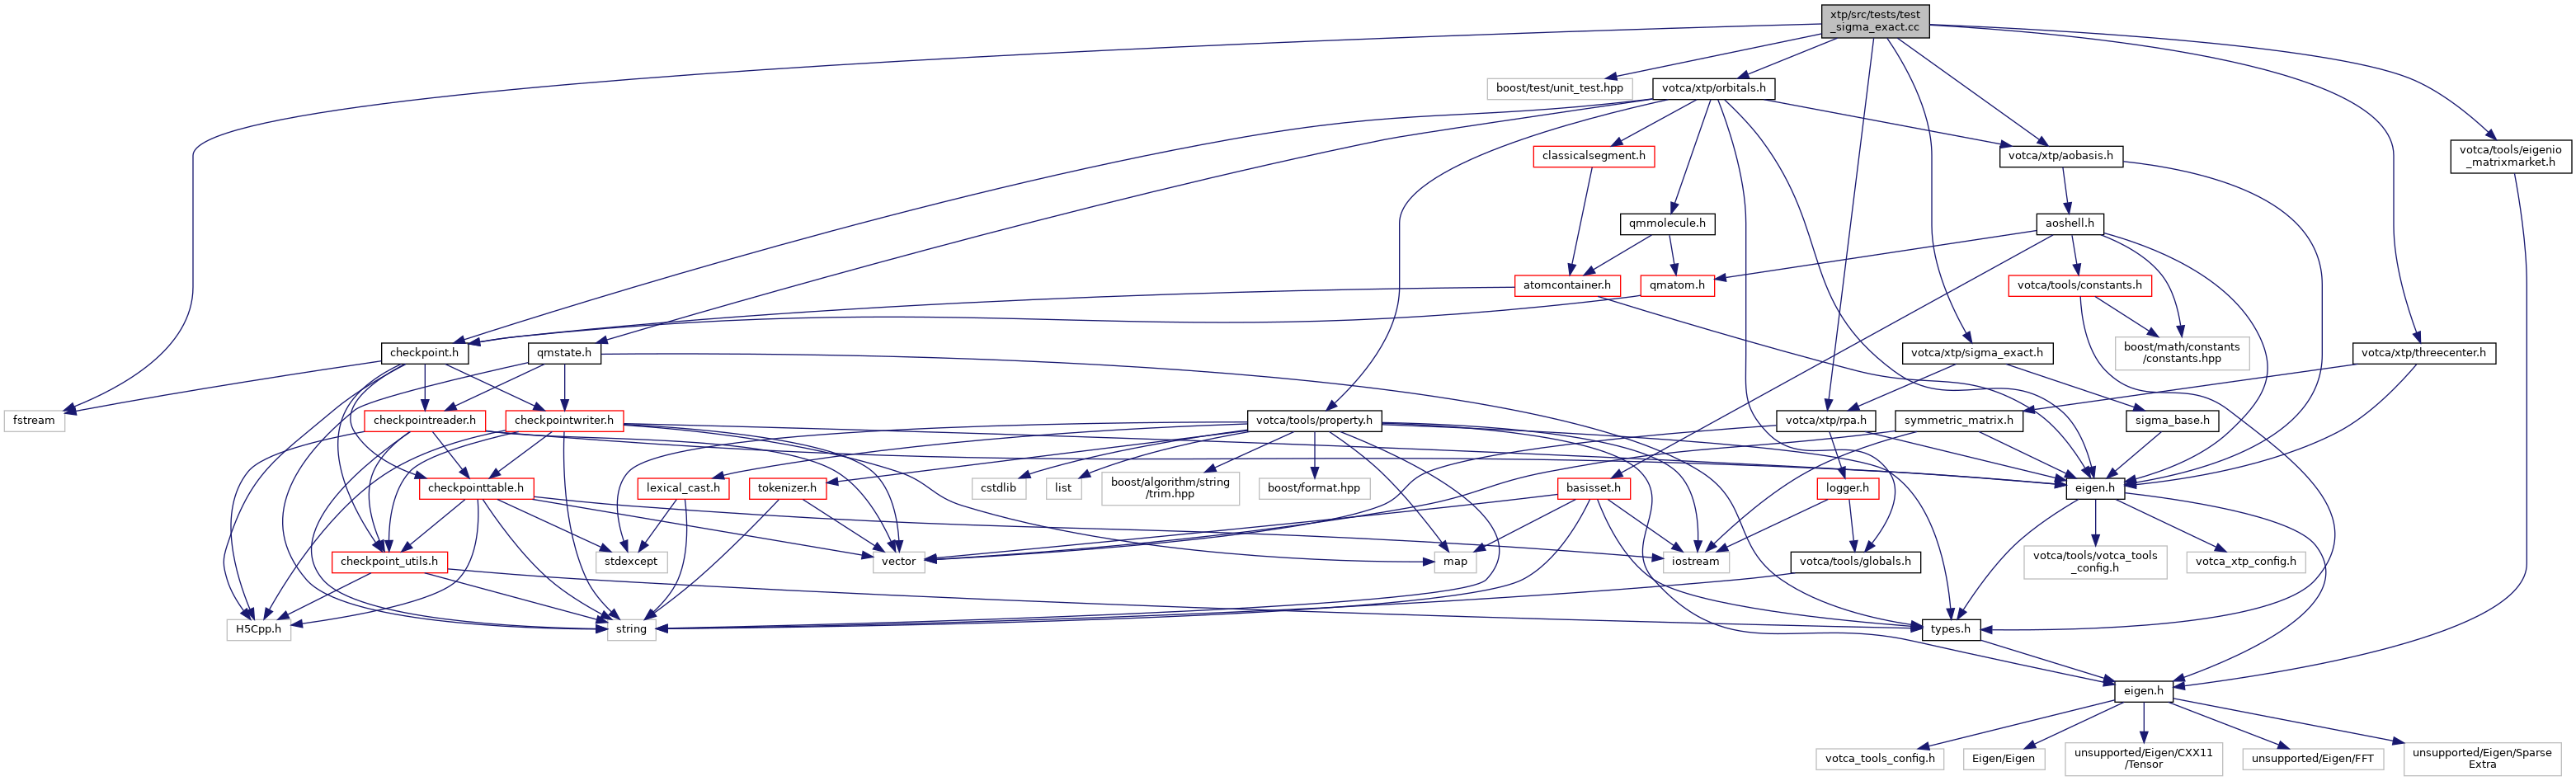 xtp/src/tests/test
_sigma_exact.cc
boost/test/unit_test.hpp
votca/xtp/orbitals.h
classicalsegment.h
votca/xtp/aobasis.h
votca/tools/eigenio
_matrixmarket.h
qmmolecule.h
aoshell.h
atomcontainer.h
qmatom.h
votca/tools/constants.h
checkpoint.h
qmstate.h
votca/xtp/sigma_exact.h
boost/math/constants
/constants.hpp
votca/xtp/threecenter.h
fstream
checkpointreader.h
checkpointwriter.h
votca/tools/property.h
votca/xtp/rpa.h
symmetric_matrix.h
sigma_base.h
checkpointtable.h
lexical_cast.h
tokenizer.h
cstdlib
list
boost/algorithm/string
/trim.hpp
boost/format.hpp
basisset.h
logger.h
eigen.h
checkpoint_utils.h
stdexcept
vector
map
iostream
votca/tools/globals.h
votca/tools/votca_tools
_config.h
votca_xtp_config.h
H5Cpp.h
string
types.h
eigen.h
votca_tools_config.h
Eigen/Eigen
unsupported/Eigen/CXX11
/Tensor
unsupported/Eigen/FFT
unsupported/Eigen/Sparse
Extra